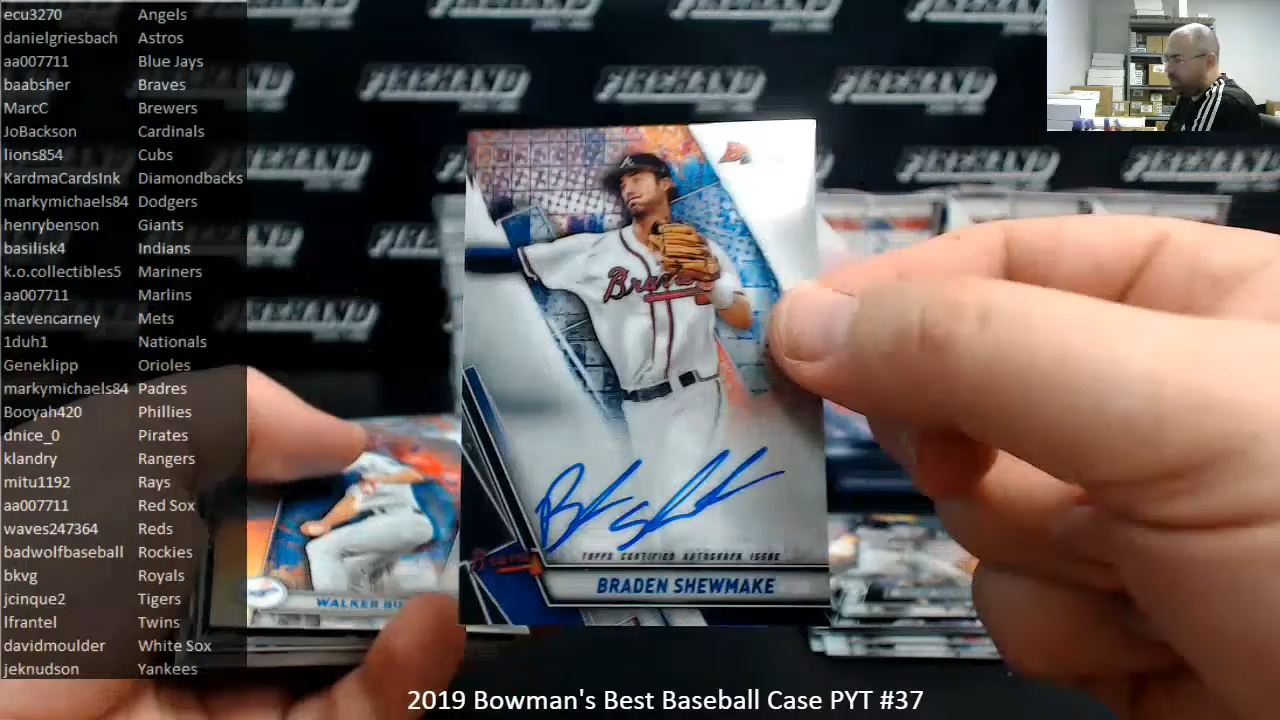 ecu3270 Angels
danielgriesbach Astros
aa007711 Blue Jays
baabsher Braves
MarcC Brewers
JoBackson Cardinals
lions854 Cubs
KardmaCardsInk Diamondbacks
markymichaels84 Dodgers
henrybenson Giants
basilisk4 Indians
k.o.collectibles5 Mariners
aa007711 Marlins
stevencarney Mets
1duh1 Nationals
Geneklipp Orioles
markymichaels84 Padres
Booyah420 Phillies
dnice_0 Pirates
klandry Rangers
mitu1192 Rays
aa007711 Red Sox
waves247364 Reds
badwolfbaseball Rockies
bkvg Royals
jcinque2 Tigers
lfrantel Twins
davidmoulder White Sox
jeknudson Yankees
FIREHAND
Braves
TOPPS CERTIFIED AUTOGRAPH ISSUE
Braves
BRADEN SHEWMAKE
WALKER
2019 Bowman's Best Baseball Case PYT #37